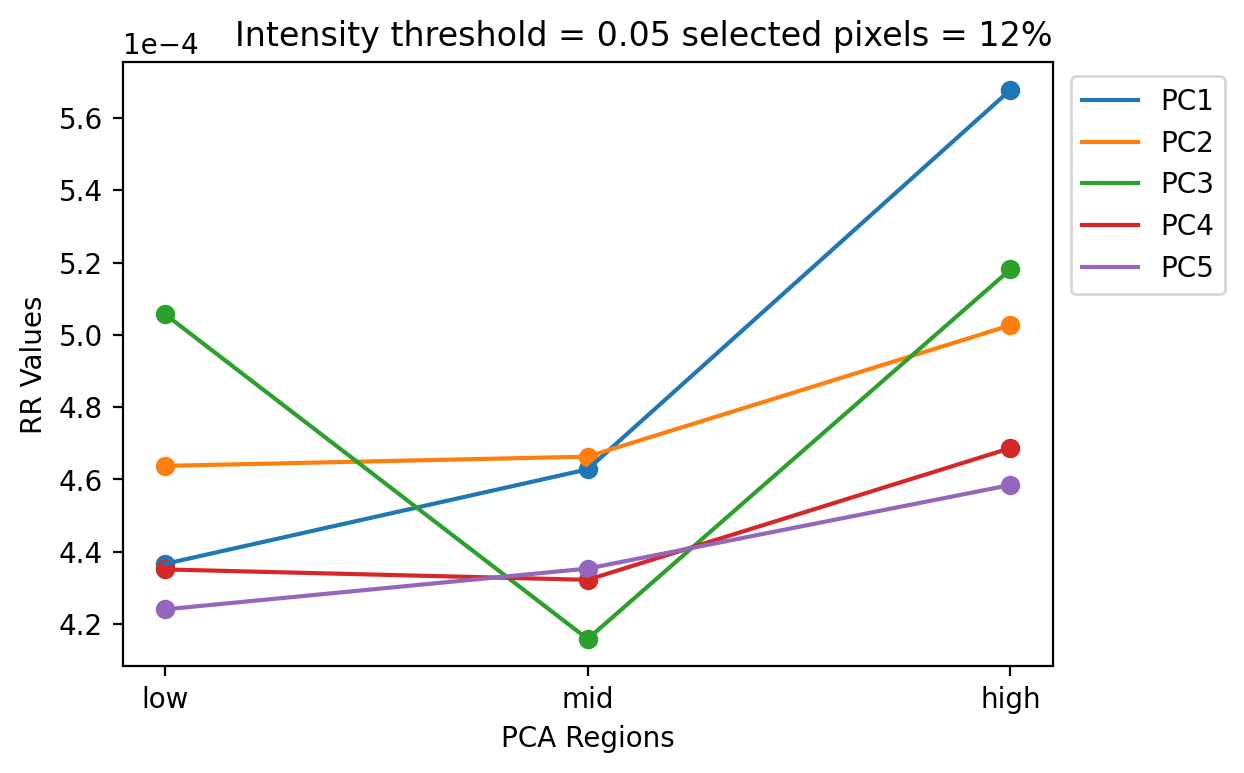 1e−4
Intensity threshold = 0.05 selected pixels = 12%
5.6
5.4
5.2
5.0
4.8
4.6
4.4
4.2
RR Values
low
mid
high
PCA Regions
PC1
PC2
PC3
PC4
PC5